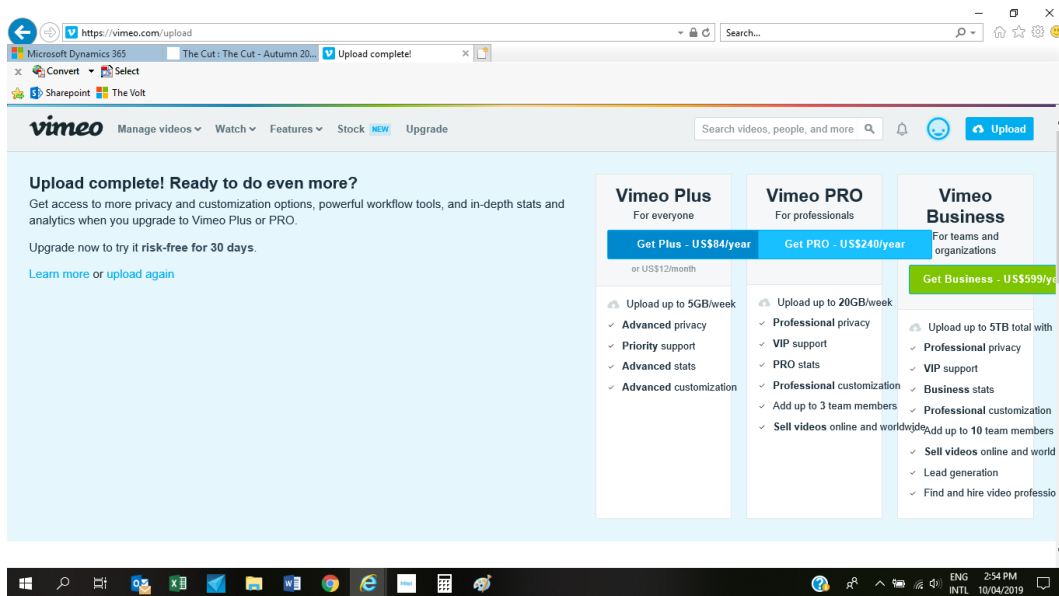 https://vimeo.com/upload
Search...
Microsoft Dynamics 365
The Cut : The Cut - Autumn 20...
Upload complete!
x Convert Select
Sharepoint The Volt
vimeo Manage videos Watch Features Stock NEW Upgrade
Search videos, people, and more
Upload
Upload complete! Ready to do even more?
Get access to more privacy and customization options, powerful workflow tools, and in-depth stats and
analytics when you upgrade to Vimeo Plus or PRO.
Upgrade now to try it risk-free for 30 days.
Learn more or upload again
Vimeo Plus
For everyone
Get Plus - US$84/year
or US$12/month
Upload up to 5GB/week
Advanced privacy
Priority support
Advanced stats
Advanced customization
Vimeo PRO
For professionals
Get PRO - US$240/year
Upload up to 20GB/week
Professional privacy
VIP support
PRO stats
Professional customization
Add up to 3 team members
Sell videos online and worldwide
Vimeo
Business
For teams and
organizations
Get Business - US$599/ye
Upload up to 5TB total with
Professional privacy
VIP support
Business stats
Professional customization
Add up to 10 team members
Sell videos online and world
Lead generation
Find and hire video professio
ENG 2:54 PM
INTL 10/04/2019